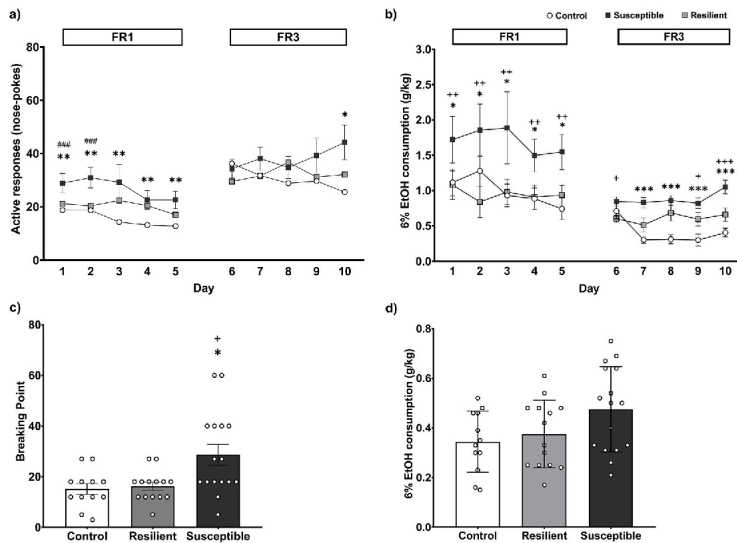 a)
FR1
FR3
Active responses (nose-pokes)
80
60
40
20
0
###
**
###
**
**
**
**
*
1 2 3 4 5 6 7 8 9 10
Day
b)
Control Susceptible Resilient
FR1
FR3
6% EtOH consumption (g/kg)
3.0
2.5
2.0
1.5
1.0
0.5
0.0
++
*
++
*
+
*
++
*
++
*
+
***
***
+
***
+++
***
1 2 3 4 5 6 7 8 9 10
Day
c)
Breaking Point
80
60
40
20
0
+
*
Control Resilient Susceptible
d)
6% EtOH consumption (g/kg)
0.8
0.6
0.4
0.2
0.0
Control Resilient Susceptible